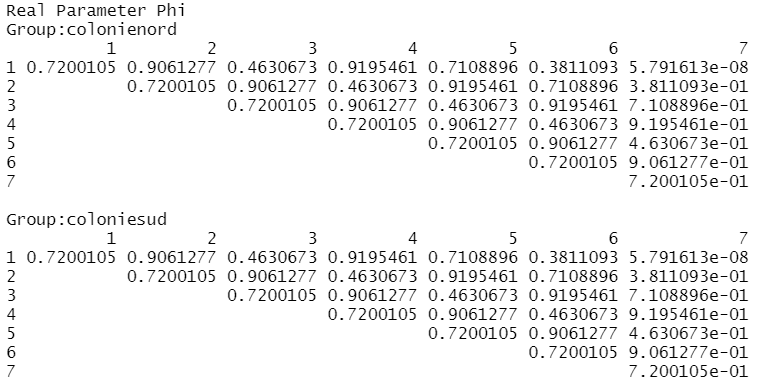 Real Parameter Phi
Group:colonienord
          1         2         3         4         5         6            7
1 0.7200105 0.9061277 0.4630673 0.9195461 0.7108896 0.3811093 5.791613e-08
2           0.7200105 0.9061277 0.4630673 0.9195461 0.7108896 3.811093e-01
3                     0.7200105 0.9061277 0.4630673 0.9195461 7.108896e-01
4                               0.7200105 0.9061277 0.4630673 9.195461e-01
5                                         0.7200105 0.9061277 4.630673e-01
6                                                   0.7200105 9.061277e-01
7                                                             7.200105e-01

Group:coloniesud
          1         2         3         4         5         6            7
1 0.7200105 0.9061277 0.4630673 0.9195461 0.7108896 0.3811093 5.791613e-08
2           0.7200105 0.9061277 0.4630673 0.9195461 0.7108896 3.811093e-01
3                     0.7200105 0.9061277 0.4630673 0.9195461 7.108896e-01
4                               0.7200105 0.9061277 0.4630673 9.195461e-01
5                                         0.7200105 0.9061277 4.630673e-01
6                                                   0.7200105 9.061277e-01
7                                                             7.200105e-01